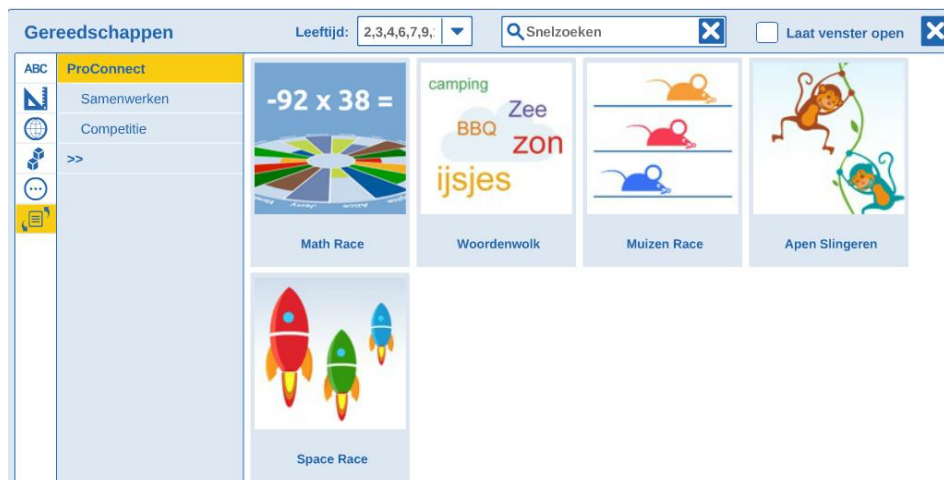 Gereedschappen
Leeftijd:
2,3,4,6,7,9,
Snelzoeken
Laat venster open
ABC
ProConnect
Samenwerken
Competitie
>>
-92 x 38 =
Math Race
camping
Zee
BBQ
zon
ijsjes
Woordenwolk
Muizen Race
Apen Slingeren
Space Race